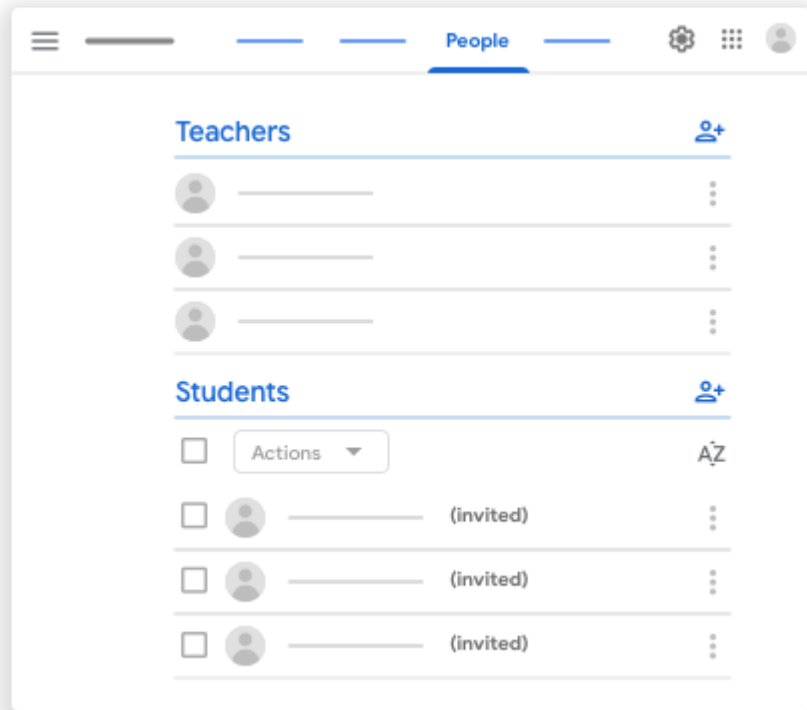 People
Teachers
Students
Actions
AZ
(invited)
(invited)
(invited)